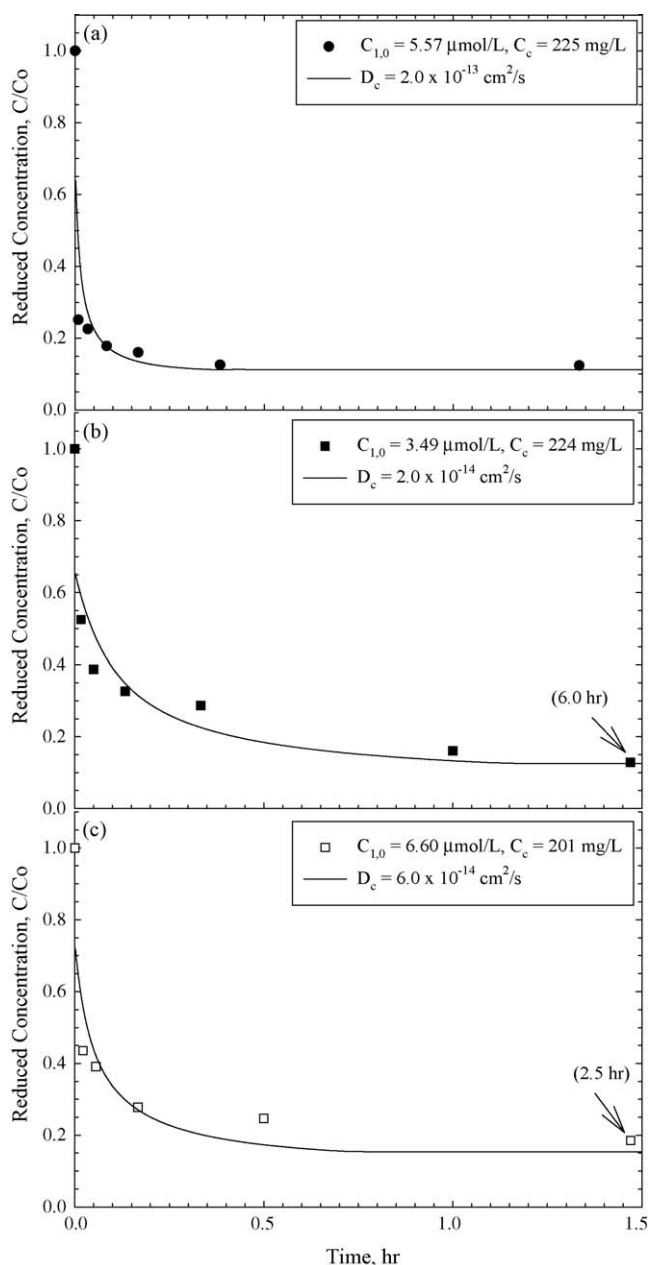 (a)
C1,0 = 5.57 μmol/L, Cc = 225 mg/L
Dc = 2.0 x 10-13 cm2/s
Reduced Concentration, C/Co
1.0
0.8
0.6
0.4
0.2
0.0
(b)
C1,0 = 3.49 μmol/L, Cc = 224 mg/L
Dc = 2.0 x 10-14 cm2/s
Reduced Concentration, C/Co
1.0
0.8
0.6
0.4
0.2
0.0
(6.0 hr)
(c)
C1,0 = 6.60 μmol/L, Cc = 201 mg/L
Dc = 6.0 x 10-14 cm2/s
Reduced Concentration, C/Co
1.0
0.8
0.6
0.4
0.2
0.0
(2.5 hr)
0.0 0.5 1.0 1.5
Time, hr